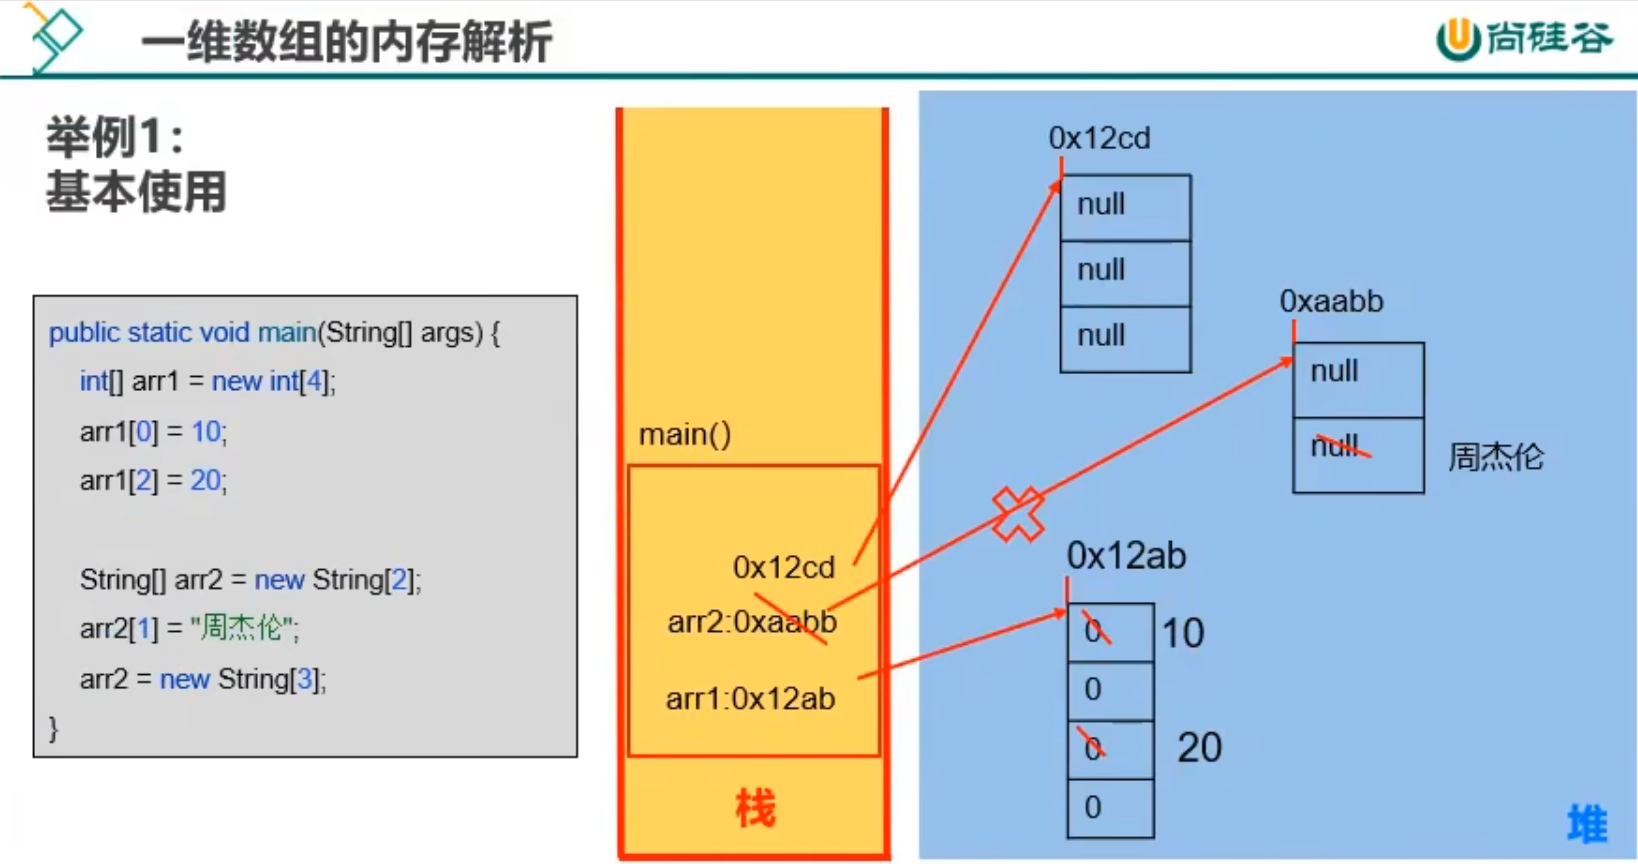 一维数组的内存解析
尚硅谷
举例1：
基本使用
public static void main(String[] args) {
int[] arr1 = new int[4];
arr1[0] = 10;
arr1[2] = 20;
String[] arr2 = new String[2];
arr2[1] = "周杰伦";
arr2 = new String[3];
}
main()
0x12cd
arr2:0xaabb
arr1:0x12ab
栈
0x12cd
null
null
null
0xaabb
null
null 周杰伦
0x12ab
0 10
0
0 20
0
堆